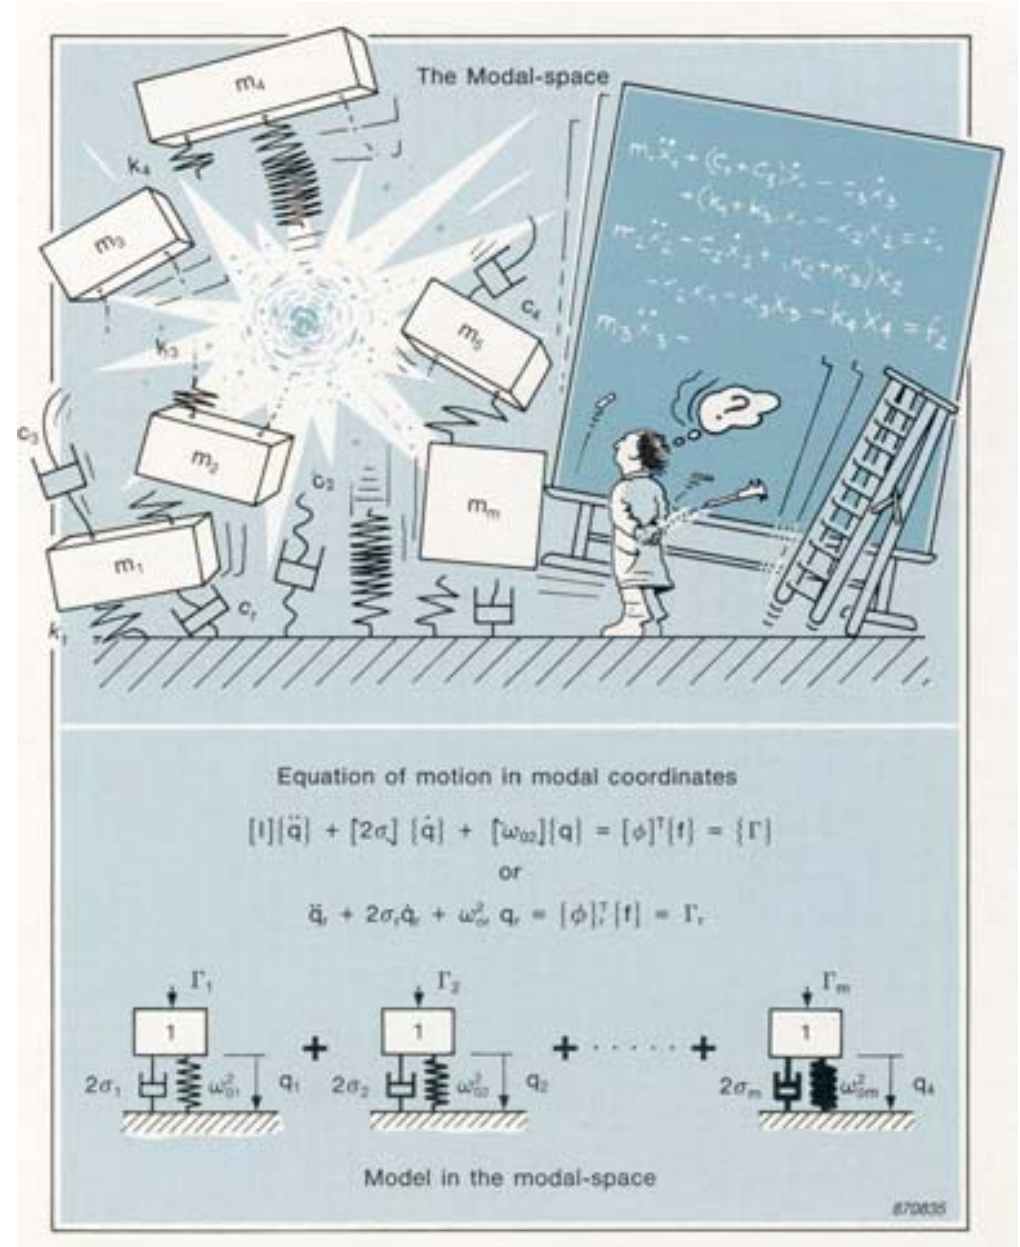 The Modal-space
m₄
k₄
m₃
k₃
m₅
c₄
c₃
m₂
c₂
mₘ
m₁
c₁
k₁
?
m₃ẍ₃ -
Equation of motion in modal coordinates
[I]{q̈} + [2σ] {q̇} + [ω₀₂]{q} = [ϕ]ᵀ{f} = {Γ}
or
q̈ᵣ + 2σᵣq̇ᵣ + ω²₀ᵣ qᵣ = {ϕ}ᵣᵀ{f} = Γᵣ
Γ₁ Γ₂ Γₘ
1 + 1 + · · · · · + 1
2σ₁ ω²₀₁ q₁ 2σ₂ ω²₀₂ q₂ 2σₘ ω²₀ₘ q₄
Model in the modal-space
870835